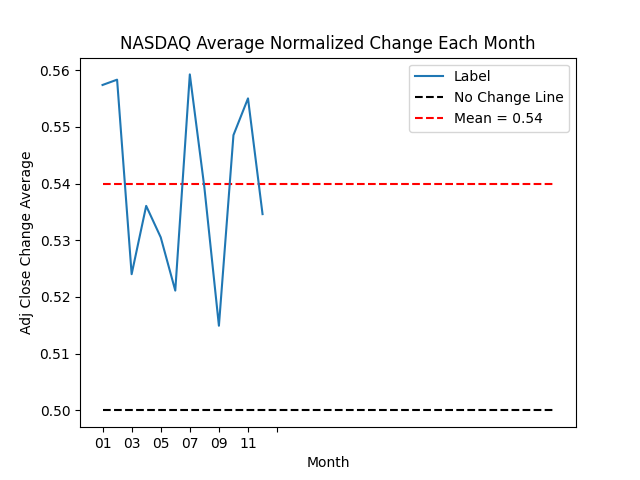 NASDAQ Average Normalized Change Each Month
Label
No Change Line
Mean = 0.54
Adj Close Change Average
0.56
0.55
0.54
0.53
0.52
0.51
0.50
01 03 05 07 09 11
Month